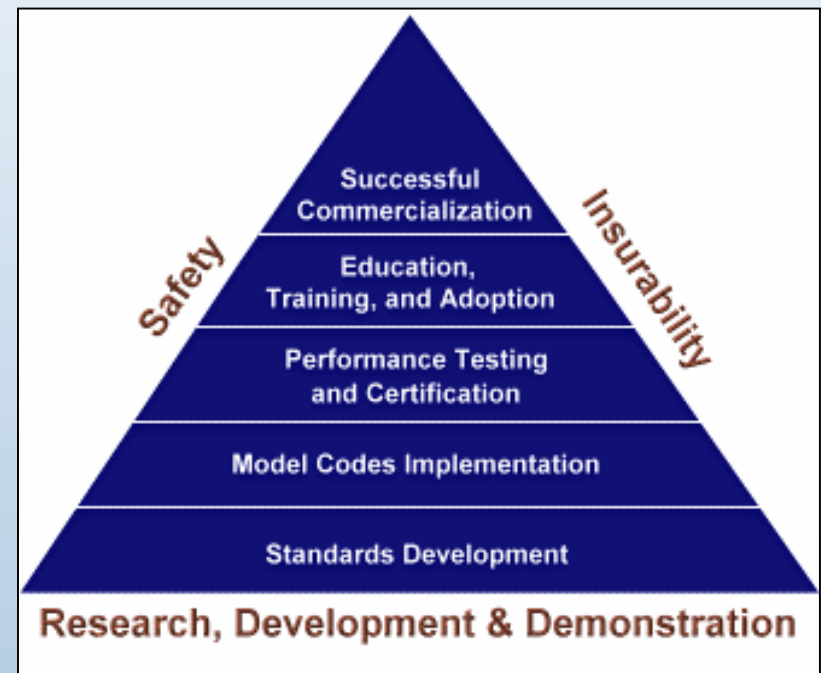 Successful
Commercialization
Safety
Insurability
Education,
Training, and Adoption
Performance Testing
and Certification
Model Codes Implementation
Standards Development
Research, Development & Demonstration